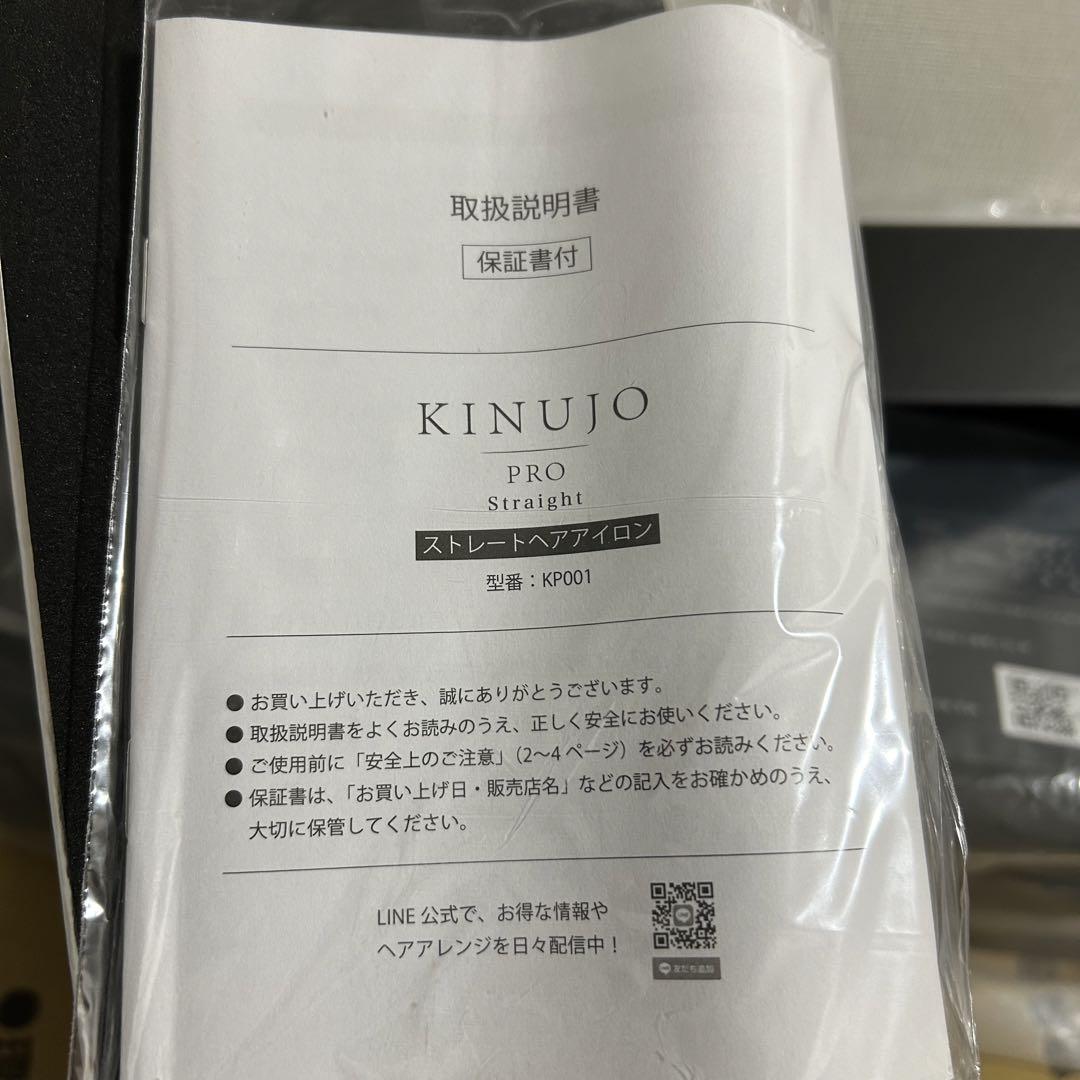 取扱説明書
保証書付
KINUJO
PRO
Straight
ストレートヘアアイロン
型番：KP001
● お買い上げいただき、誠にありがとうございます。
● 取扱説明書をよくお読みのうえ、正しく安全にお使いください。
● ご使用前に「安全上のご注意」（2〜4 ページ）を必ずお読みください。
● 保証書は、「お買い上げ日・販売店名」などの記入をお確かめのうえ、
大切に保管してください。
LINE 公式で、お得な情報や
ヘアアレンジを日々配信中！
友だち追加